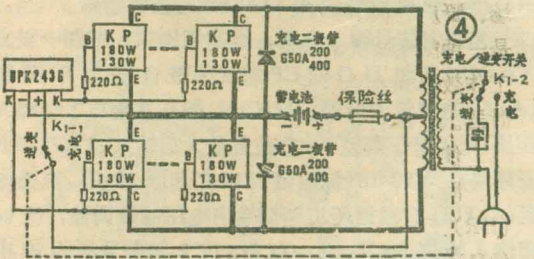 ④
充电/逆变开关
K₁₋₂
逆变
充电
C
C
B
KP
180W
130W
B
KP
180W
130W
220Ω
220Ω
E
E
充电二极管
650A 200
400
UPK2436
K - + K
K₁₋₁
逆变
充电
蓄电池
- +
保险丝
E
E
B
KP
180W
130W
B
KP
180W
130W
220Ω
220Ω
C
C
充电二极管
650A 200
400